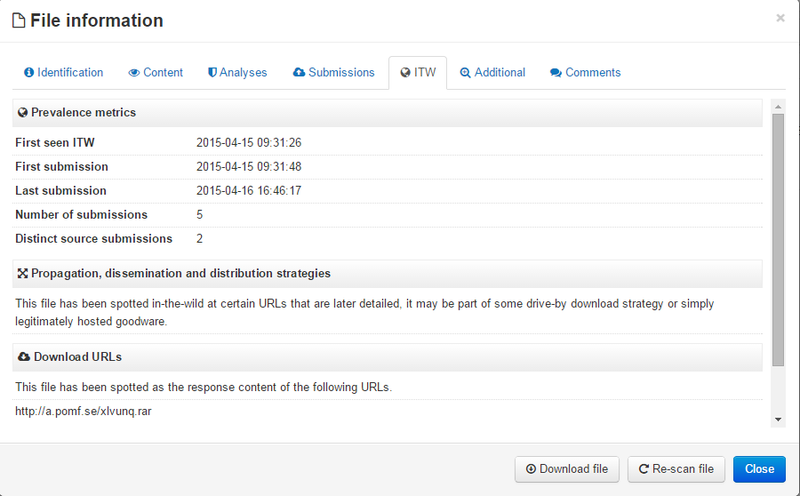 File information
×
Identification Content Analyses Submissions ITW Additional Comments
Prevalence metrics
First seen ITW 2015-04-15 09:31:26
First submission 2015-04-15 09:31:48
Last submission 2015-04-16 16:46:17
Number of submissions 5
Distinct source submissions 2
Propagation, dissemination and distribution strategies
This file has been spotted in-the-wild at certain URLs that are later detailed, it may be part of some drive-by download strategy or simply
legitimately hosted goodware.
Download URLs
This file has been spotted as the response content of the following URLs.
http://a.pomf.se/xlvunq.rar
Download file Re-scan file Close